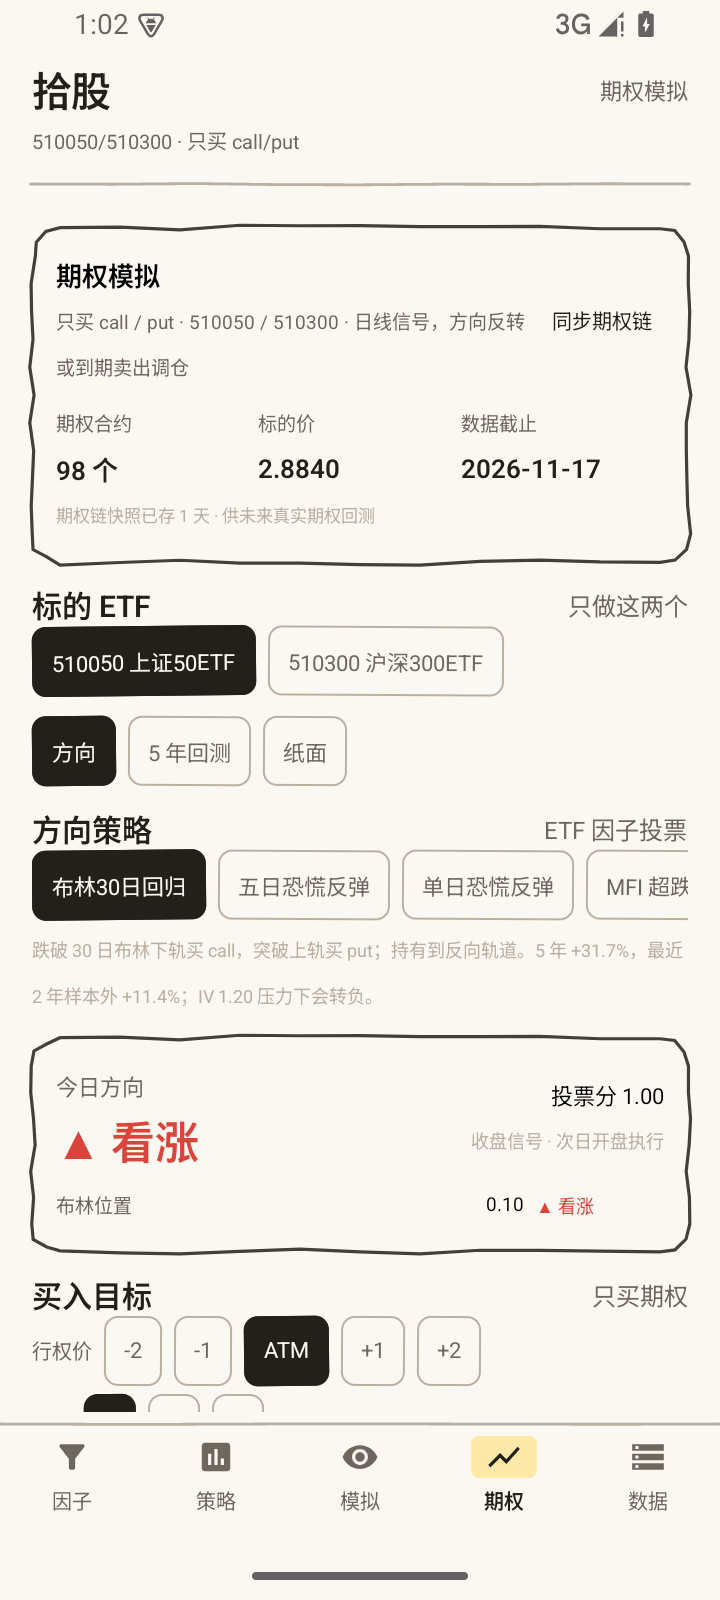 1:02
3G
拾股
期权模拟
510050/510300 · 只买 call/put
期权模拟
只买 call / put · 510050 / 510300 · 日线信号，方向反转
或到期卖出调仓
同步期权链
期权合约
标的价
数据截止
98 个
2.8840
2026-11-17
期权链快照已存 1 天 · 供未来真实期权回测
标的 ETF
只做这两个
510050 上证50ETF
510300 沪深300ETF
方向
5 年回测
纸面
方向策略
ETF 因子投票
布林30日回归
五日恐慌反弹
单日恐慌反弹
MFI 超跌
跌破 30 日布林下轨买 call，突破上轨买 put；持有到反向轨道。5 年 +31.7%，最近
2 年样本外 +11.4%；IV 1.20 压力下会转负。
今日方向
投票分 1.00
▲ 看涨
收盘信号 · 次日开盘执行
布林位置
0.10 ▲ 看涨
买入目标
只买期权
行权价
-2
-1
ATM
+1
+2
因子
策略
模拟
期权
数据